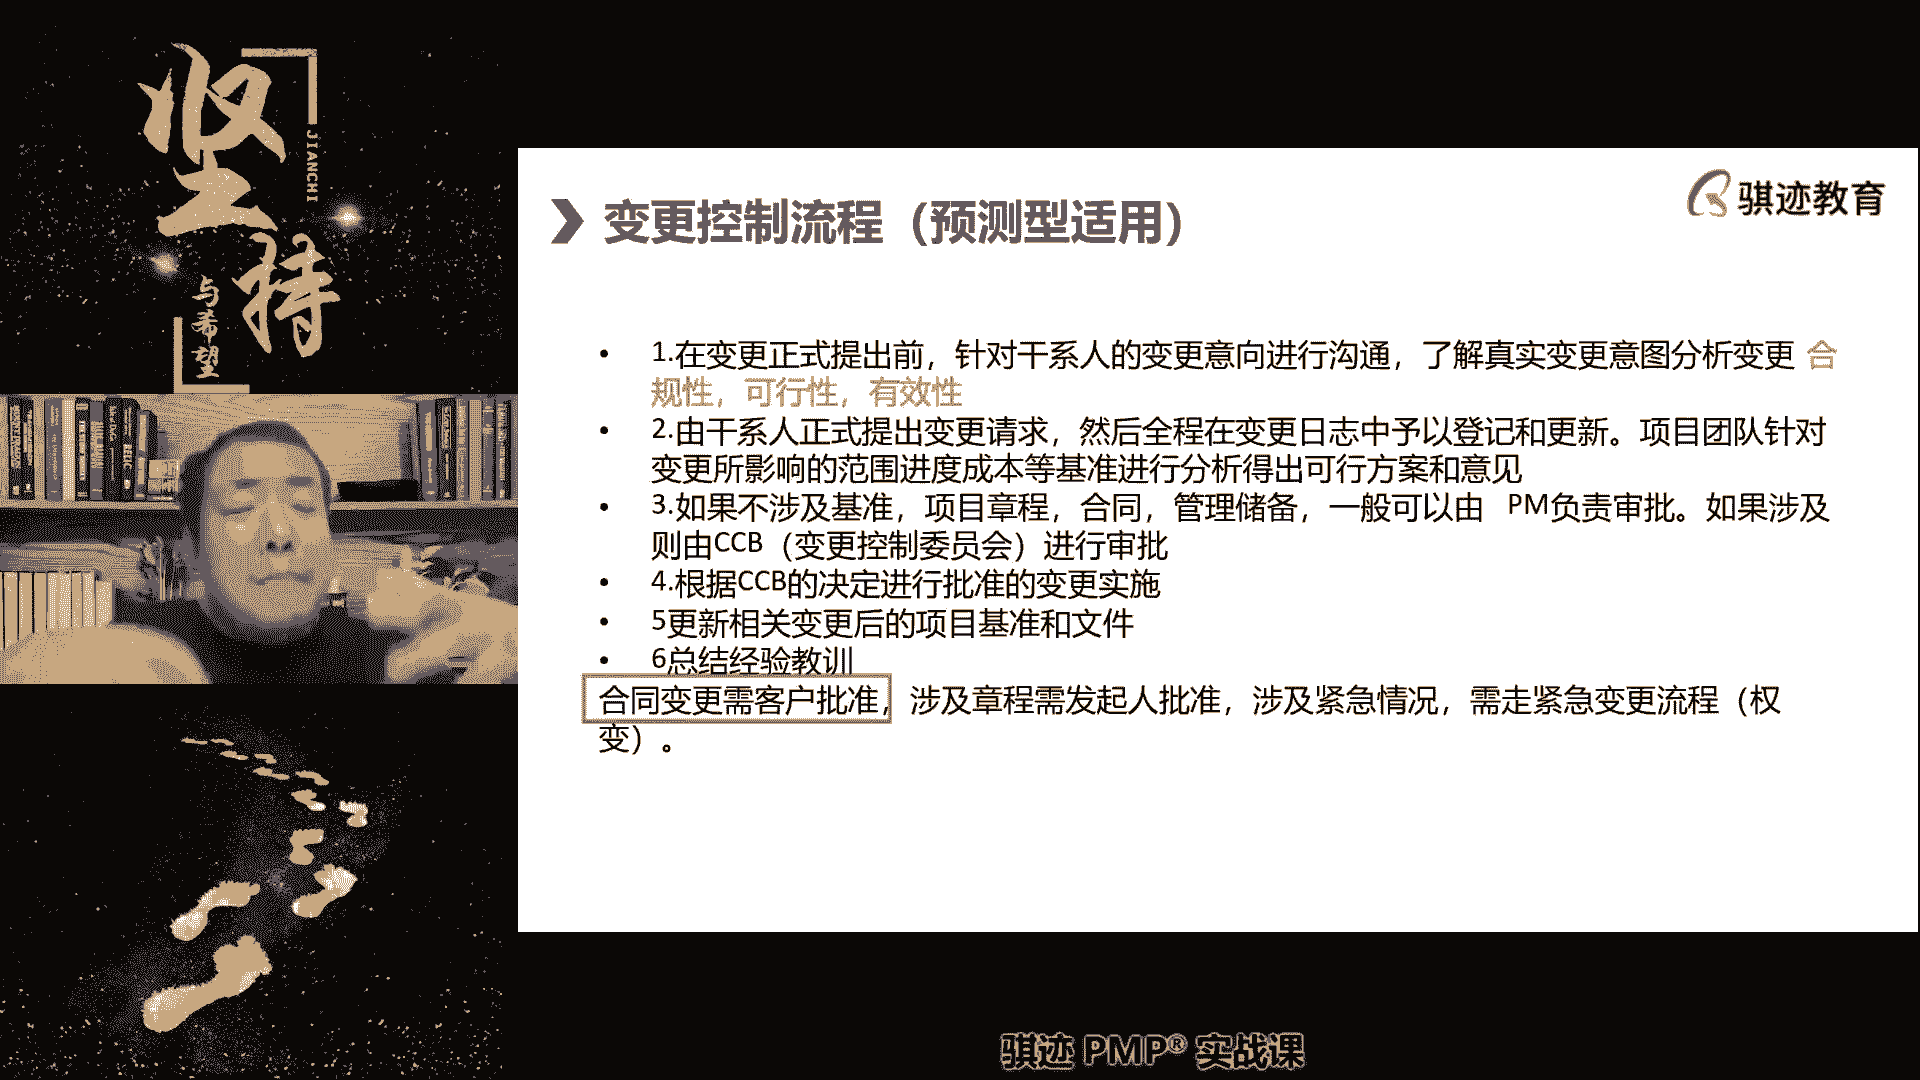 坚持
JIANCHI
与希望
骐迹教育
变更控制流程（预测型适用）
• 1.在变更正式提出前，针对干系人的变更意向进行沟通，了解真实变更意图分析变更 合
规性，可行性，有效性
• 2.由干系人正式提出变更请求，然后全程在变更日志中予以登记和更新。项目团队针对
变更所影响的范围进度成本等基准进行分析得出可行方案和意见
• 3.如果不涉及基准，项目章程，合同，管理储备，一般可以由 PM负责审批。如果涉及
则由CCB（变更控制委员会）进行审批
• 4.根据CCB的决定进行批准的变更实施
• 5更新相关变更后的项目基准和文件
• 6总结经验教训
合同变更需客户批准，涉及章程需发起人批准，涉及紧急情况，需走紧急变更流程（权
变）。
骐迹 PMP® 实战课